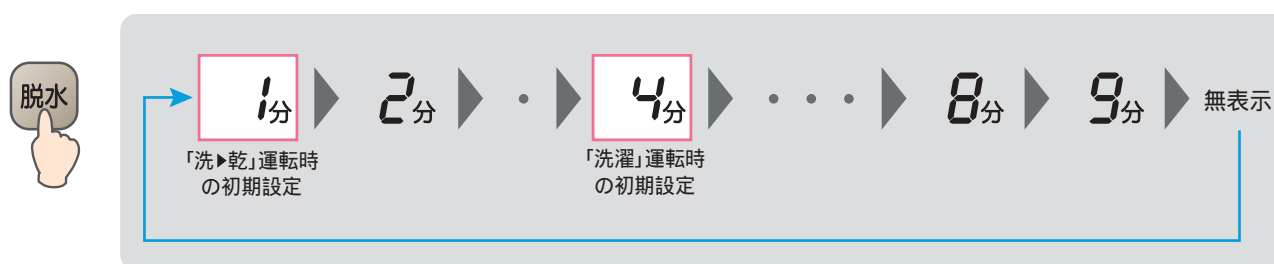 脱水
1分 2分 ・ 4分 ・・・ 8分 9分 無表示
「洗▶乾」運転時
の初期設定
「洗濯」運転時
の初期設定